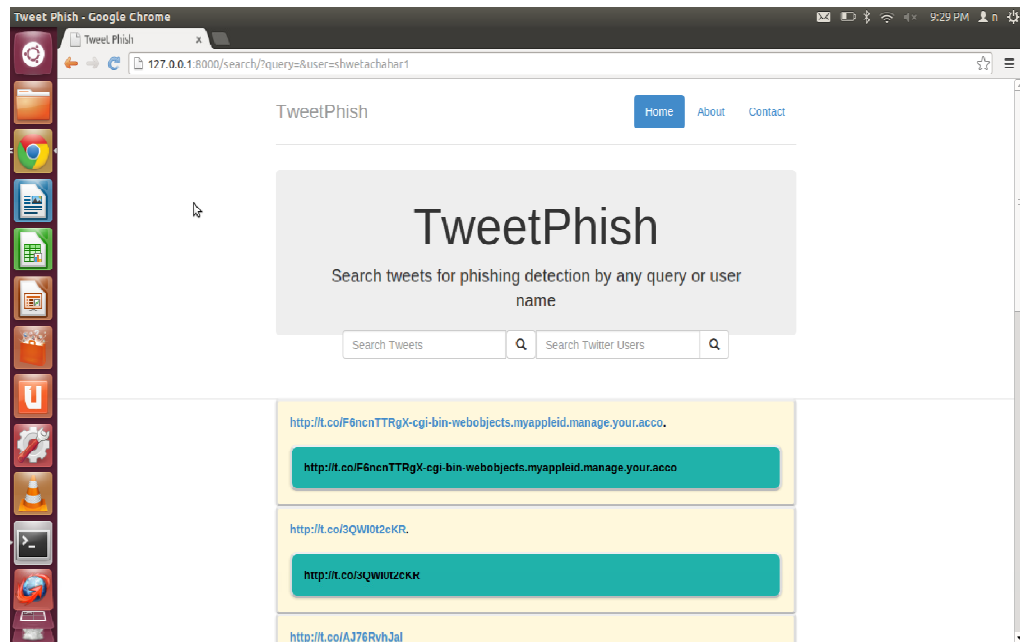 Tweet Phish - Google Chrome
9:29 PM
n
Tweet Phish
x
127.0.0.1:8000/search/?query=&user=shwetachahar1
TweetPhish
Home
About
Contact
TweetPhish
Search tweets for phishing detection by any query or user
name
Search Tweets
Search Twitter Users
http://t.co/F6ncnTTRgX-cgi-bin-webobjects.myappleid.manage.your.acco.
http://t.co/F6ncnTTRgX-cgi-bin-webobjects.myappleid.manage.your.acco
http://t.co/3QWI0t2cKR.
http://t.co/3QWI0t2cKR
http://t.co/AJ76RvhJaI